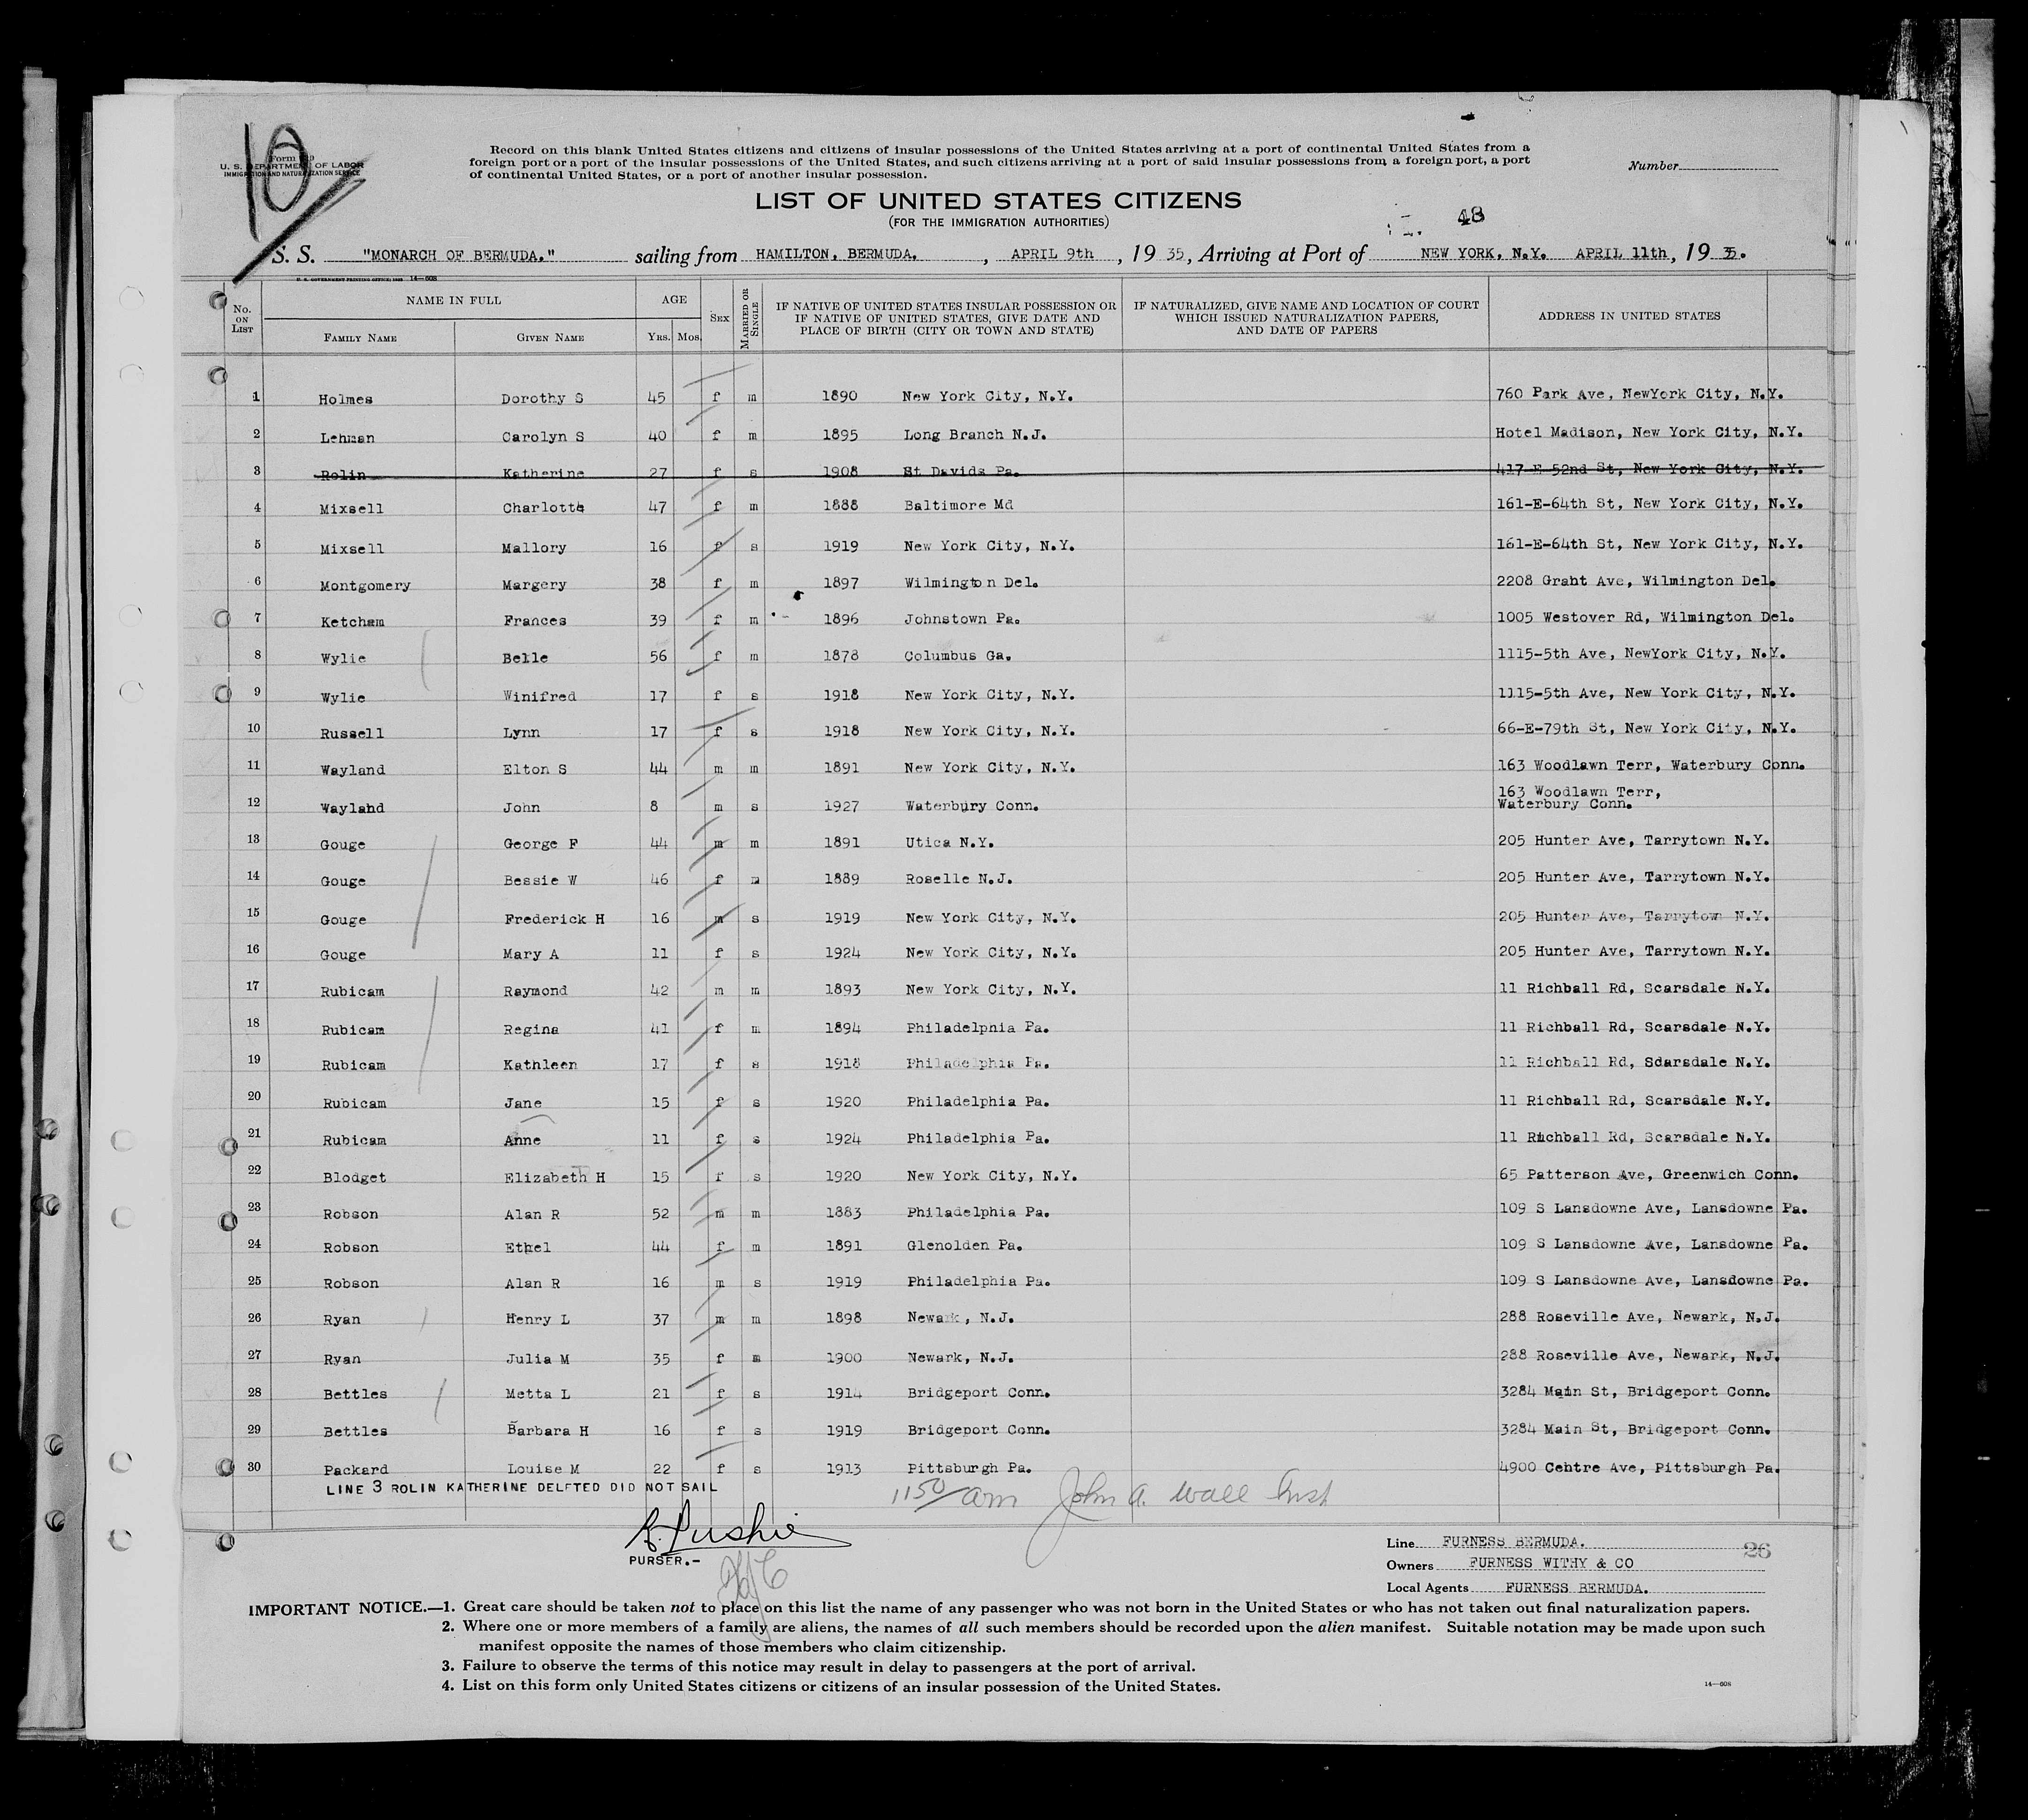 10
U. S. DEPARTMENT OF LABOR
IMMIGRATION AND NATURALIZATION SERVICE
Record on this blank United States citizens and citizens of insular possessions of the United States arriving at a port of continental United States from a
foreign port or a port of the insular possessions of the United States, and such citizens arriving at a port of said insular possessions from a foreign port, a port
of continental United States, or a port of another insular possession.
Number
LIST OF UNITED STATES CITIZENS
(FOR THE IMMIGRATION AUTHORITIES)
48
S. S. "MONARCH OF BERMUDA." sailing from HAMILTON, BERMUDA. , APRIL 9th , 19 35, Arriving at Port of NEW YORK, N.Y. APRIL 11th, 19 35.
U. S. GOVERNMENT PRINTING OFFICE: 14—608
No. ON LIST NAME IN FULL FAMILY NAME GIVEN NAME AGE YRS. MOS. SEX MARRIED OR SINGLE IF NATIVE OF UNITED STATES INSULAR POSSESSION OR IF NATIVE OF UNITED STATES, GIVE DATE AND PLACE OF BIRTH (CITY OR TOWN AND STATE) IF NATURALIZED, GIVE NAME AND LOCATION OF COURT WHICH ISSUED NATURALIZATION PAPERS, AND DATE OF PAPERS ADDRESS IN UNITED STATES
1 Holmes Dorothy S 45 f m 1890 New York City, N.Y. 760 Park Ave, NewYork City, N.Y.
2 Lehman Carolyn S 40 f m 1895 Long Branch N.J. Hotel Madison, New York City, N.Y.
3 Rolin Katherine 27 f s 1908 St Davids Pa. 417-E-52nd St, New York City, N.Y.
4 Mixsell Charlotte 47 f m 1888 Baltimore Md 161-E-64th St, New York City, N.Y.
5 Mixsell Mallory 16 f s 1919 New York City, N.Y. 161-E-64th St, New York City, N.Y.
6 Montgomery Margery 38 f m 1897 Wilmington Del. 2208 Graht Ave, Wilmington Del.
7 Ketcham Frances 39 f m 1896 Johnstown Pa. 1005 Westover Rd, Wilmington Del.
8 Wylie Belle 56 f m 1878 Columbus Ga. 1115-5th Ave, NewYork City, N.Y.
9 Wylie Winifred 17 f s 1918 New York City, N.Y. 1115-5th Ave, New York City, N.Y.
10 Russell Lynn 17 f s 1918 New York City, N.Y. 66-E-79th St, New York City, N.Y.
11 Wayland Elton S 44 m m 1891 New York City, N.Y. 163 Woodlawn Terr, Waterbury Conn.
12 Waylahd John 8 m s 1927 Waterbury Conn. 163 Woodlawn Terr,
Waterbury Conn.
13 Gouge George F 44 m m 1891 Utica N.Y. 205 Hunter Ave, Tarrytown N.Y.
14 Gouge Bessie W 46 f m 1889 Roselle N.J. 205 Hunter Ave, Tarrytown N.Y.
15 Gouge Frederick H 16 m s 1919 New York City, N.Y. 205 Hunter Ave, Tarrytown N.Y.
16 Gouge Mary A 11 f s 1924 New York City, N.Y. 205 Hunter Ave, Tarrytown N.Y.
17 Rubicam Raymond 42 m m 1893 New York City, N.Y. 11 Richball Rd, Scarsdale N.Y.
18 Rubicam Regina 41 f m 1894 Philadelpnia Pa. 11 Richball Rd, Scarsdale N.Y.
19 Rubicam Kathleen 17 f s 1918 Philadelphia Pa. 11 Richball Rd, Sdarsdale N.Y.
20 Rubicam Jane 15 f s 1920 Philadelphia Pa. 11 Richball Rd, Scarsdale N.Y.
21 Rubicam Anne 11 f s 1924 Philadelphia Pa. 11 Richball Rd, Scarsdale N.Y.
22 Blodget Elizabeth H 15 f s 1920 New York City, N.Y. 65 Patterson Ave, Greenwich Conn.
23 Robson Alan R 52 m m 1883 Philadelphia Pa. 109 S Lansdowne Ave, Lansdowne Pa.
24 Robson Ethel 44 f m 1891 Glenolden Pa. 109 S Lansdowne Ave, Lansdowne Pa.
25 Robson Alan R 16 m s 1919 Philadelphia Pa. 109 S Lansdowne Ave, Lansdowne Pa.
26 Ryan Henry L 37 m m 1898 Newark, N.J. 288 Roseville Ave, Newark, N.J.
27 Ryan Julia M 35 f m 1900 Newark, N.J. 288 Roseville Ave, Newark, N.J.
28 Bettles Metta L 21 f s 1914 Bridgeport Conn. 3284 Main St, Bridgeport Conn.
29 Bettles Barbara H 16 f s 1919 Bridgeport Conn. 3284 Main St, Bridgeport Conn.
30 Packard Louise M 22 f s 1913 Pittsburgh Pa. 4900 Cehtre Ave, Pittsburgh Pa.
LINE 3 ROLIN KATHERINE DELETED DID NOT SAIL
1150 am John A. Wall Insp
PURSER.-
Line FURNESS BERMUDA.
26
Owners FURNESS WITHY & CO
Local Agents FURNESS BERMUDA.
IMPORTANT NOTICE.—1. Great care should be taken not to place on this list the name of any passenger who was not born in the United States or who has not taken out final naturalization papers.
2. Where one or more members of a family are aliens, the names of all such members should be recorded upon the alien manifest. Suitable notation may be made upon such
manifest opposite the names of those members who claim citizenship.
3. Failure to observe the terms of this notice may result in delay to passengers at the port of arrival.
4. List on this form only United States citizens or citizens of an insular possession of the United States.
14—608